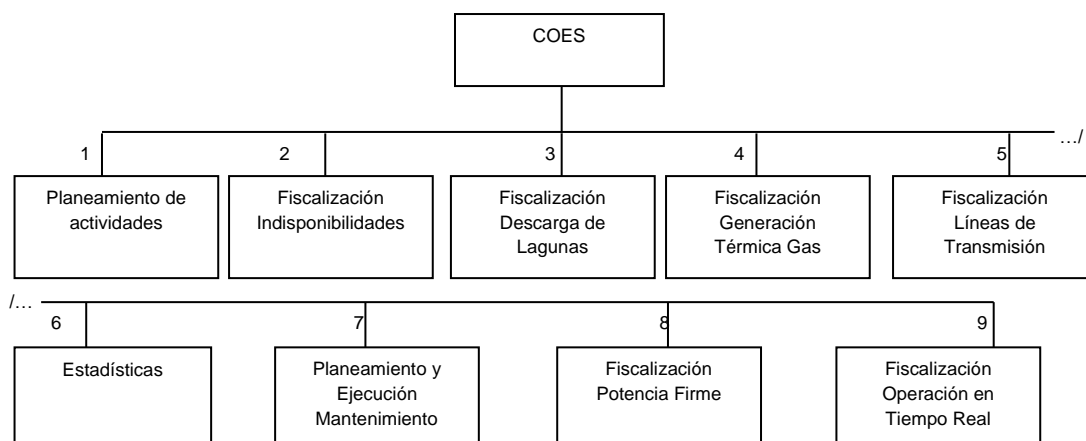 COES
…/
1
2
3
4
5
Planeamiento de
actividades
Fiscalización
Indisponibilidades
Fiscalización
Descarga de
Lagunas
Fiscalización
Generación
Térmica Gas
Fiscalización
Líneas de
Transmisión
/…
6
7
8
9
Estadísticas
Planeamiento y
Ejecución
Mantenimiento
Fiscalización
Potencia Firme
Fiscalización
Operación en
Tiempo Real